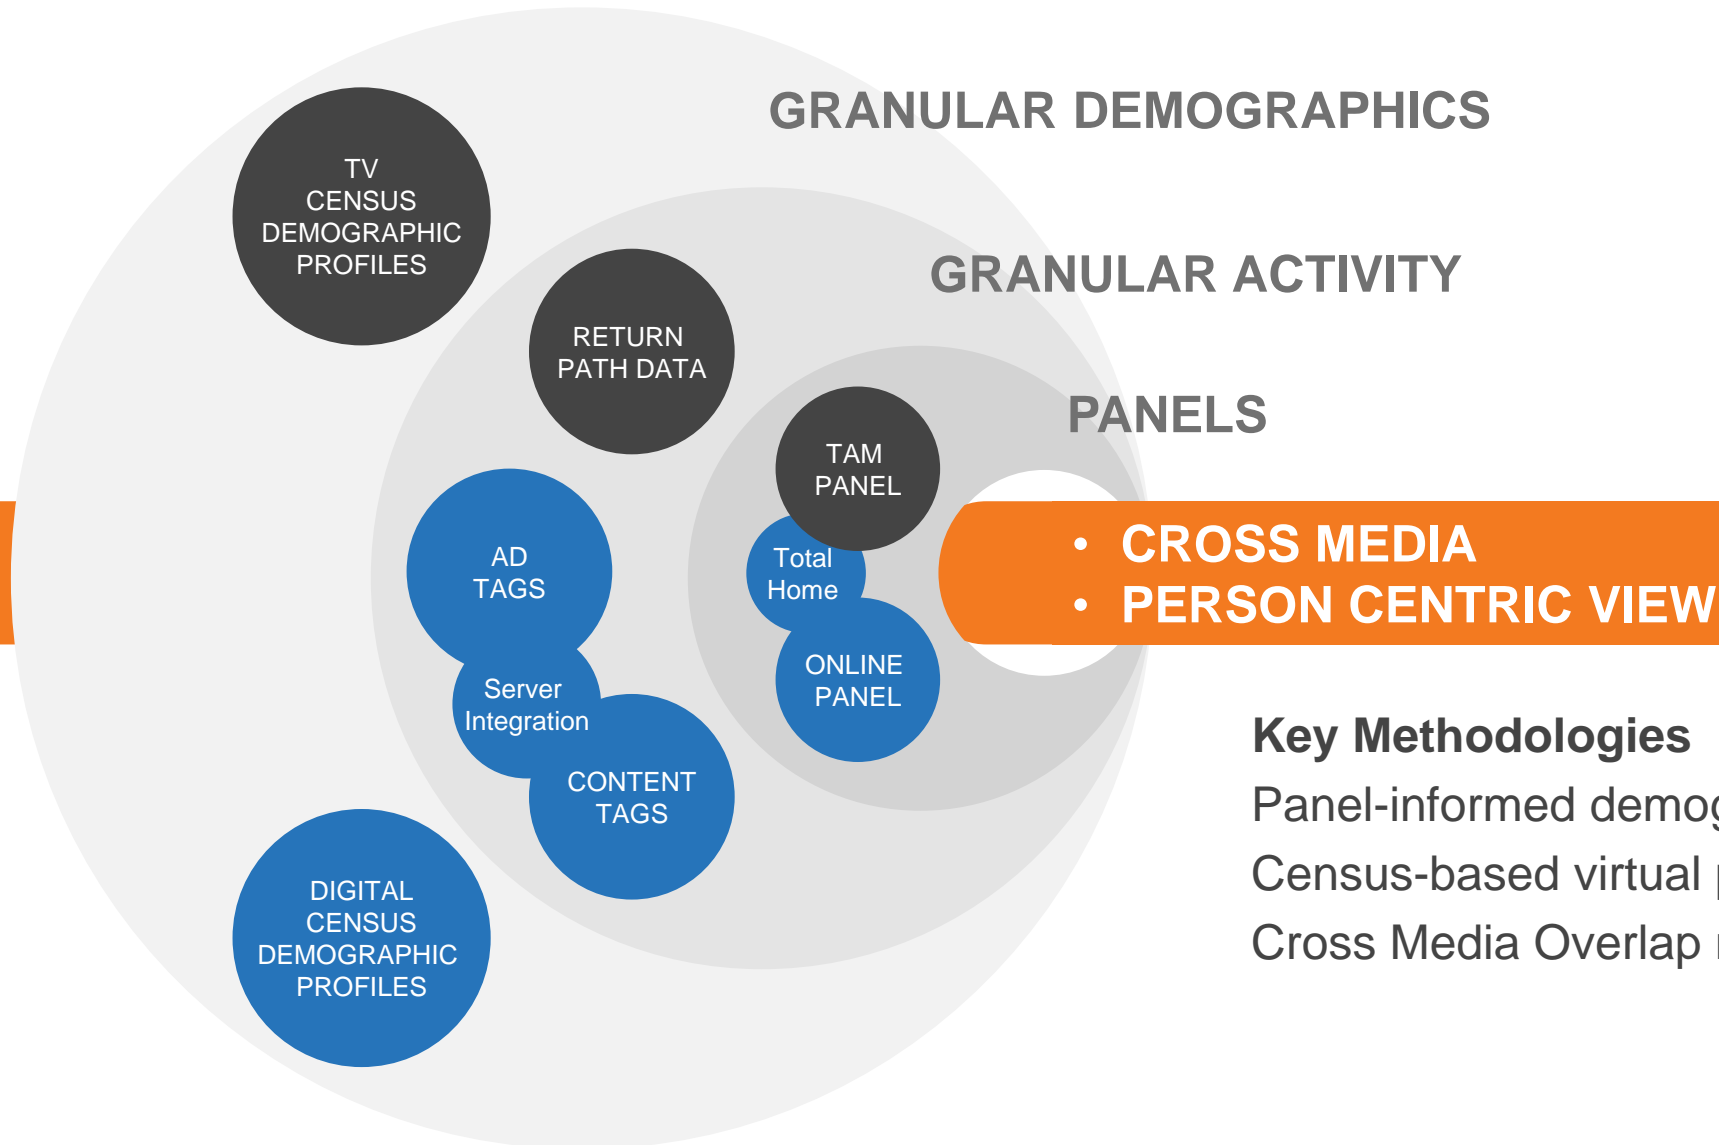 GRANULAR DEMOGRAPHICS
TV
CENSUS
DEMOGRAPHIC
PROFILES
GRANULAR ACTIVITY
RETURN
PATH DATA
PANELS
TAM
PANEL
AD
TAGS
Total
Home
• CROSS MEDIA
• PERSON CENTRIC VIEW
ONLINE
PANEL
Server
Integration
CONTENT
TAGS
DIGITAL
CENSUS
DEMOGRAPHIC
PROFILES
Key Methodologies
Panel-informed
Census-based virtual
Cross Media Overlap